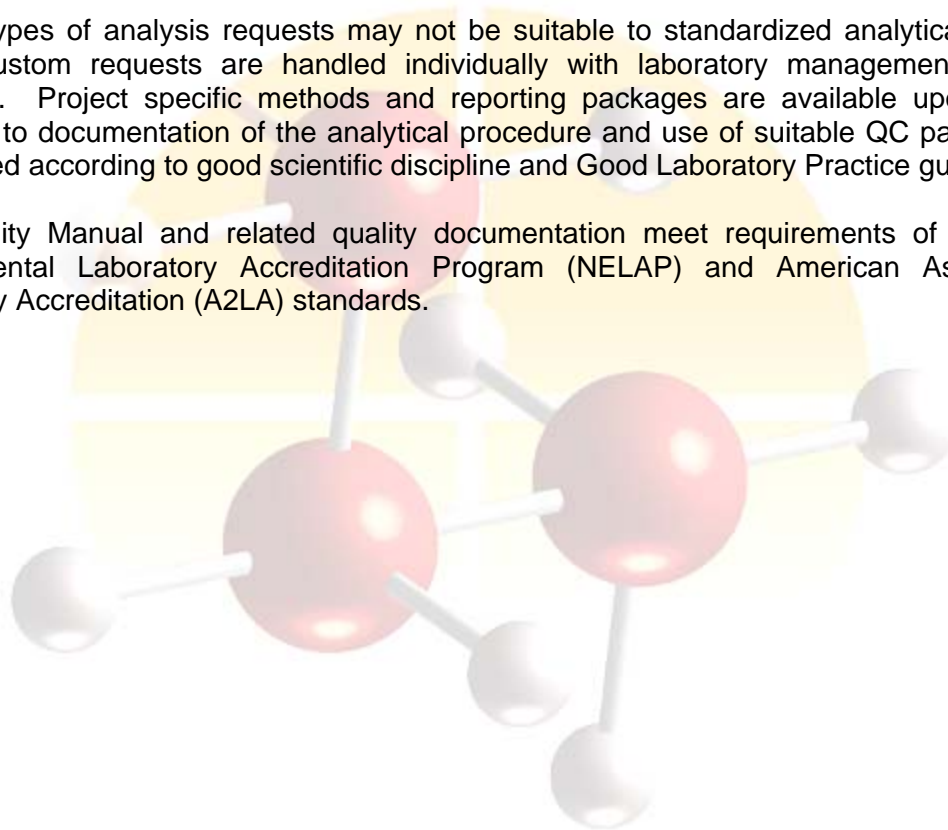 ypes of analysis requests may not be suitable to standardized analytica
ustom requests are handled individually with laboratory management
. Project specific methods and reporting packages are available up
to documentation of the analytical procedure and use of suitable QC pa
ed according to good scientific discipline and Good Laboratory Practice gu
ity Manual and related quality documentation meet requirements of
ental Laboratory Accreditation Program (NELAP) and American As
y Accreditation (A2LA) standards.